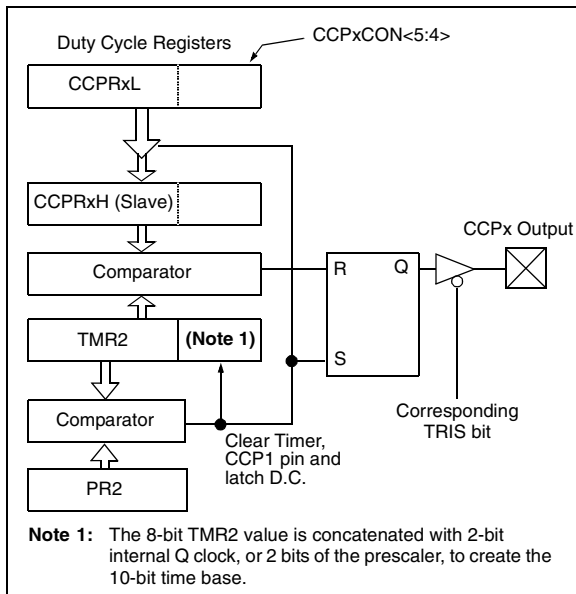 Duty Cycle Registers
CCPxCON<5:4>
CCPRxL
CCPRxH (Slave)
CCPx Output
Comparator
R
Q
TMR2
(Note 1)
S
Comparator
Clear Timer,
CCP1 pin and
latch D.C.
Corresponding
TRIS bit
PR2
Note 1: The 8-bit TMR2 value is concatenated with 2-bit
internal Q clock, or 2 bits of the prescaler, to create the
10-bit time base.